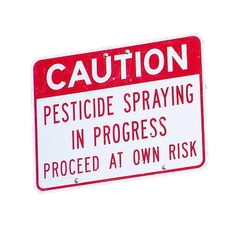 CAUTION
PESTICIDE SPRAYING
IN PROGRESS
PROCEED AT OWN RISK